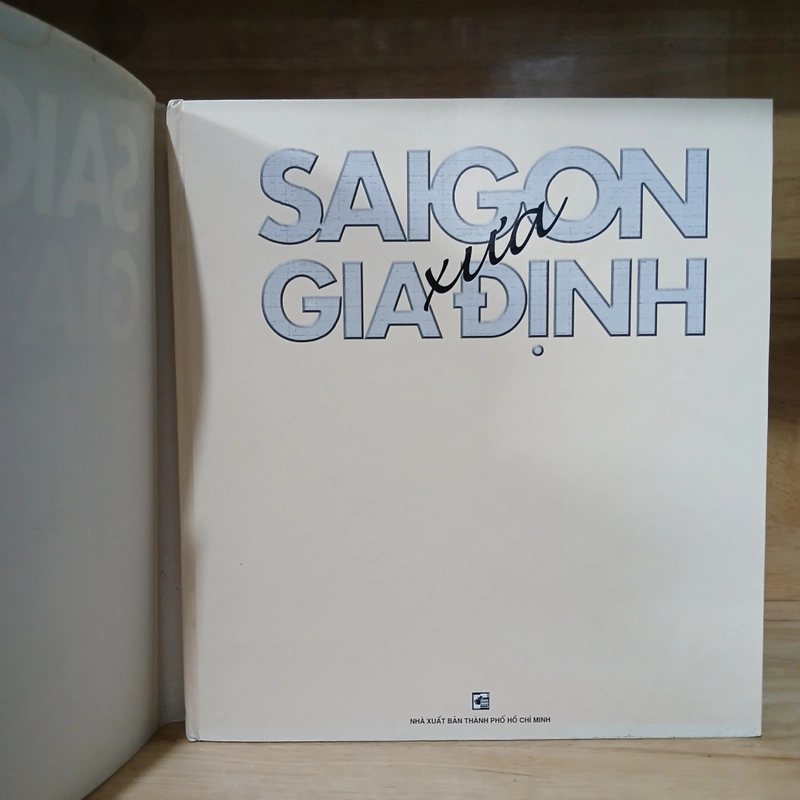 SAIGON
xưa
GIA ĐỊNH
NHÀ XUẤT BẢN THÀNH PHỐ HỒ CHÍ MINH